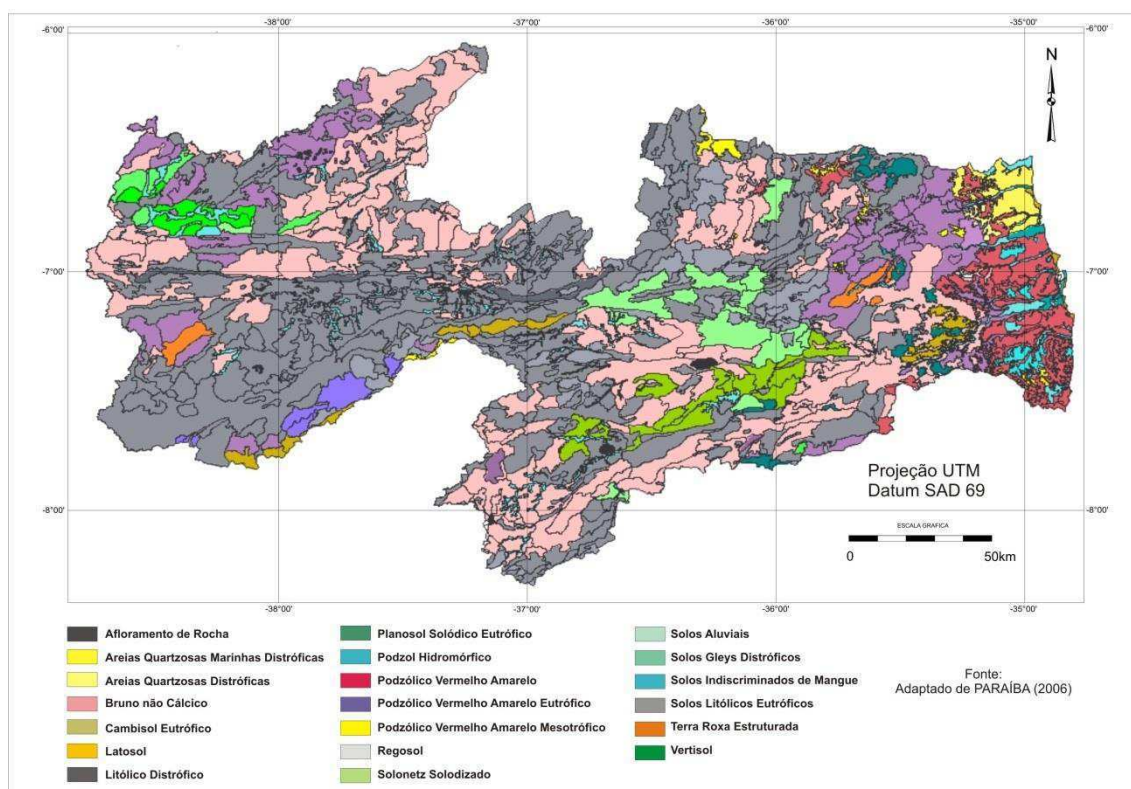 -38°00'
-37°00'
-36°00'
-35°00'
-6°00'
-6°00'
N
-7°00'
-7°00'
-8°00'
-8°00'
Projeção UTM
Datum SAD 69
ESCALA GRAFICA
0
50km
-38°00'
-37°00'
-36°00'
-35°00'
Afloramento de Rocha
Areias Quartzosas Marinhas Distróficas
Areias Quartzosas Distróficas
Bruno não Câlcico
Cambisol Eutrófico
Latosol
Litólico Distrófico
Planosol Solódico Eutrófico
Podzol Hidromórfico
Podzólico Vermelho Amarelo
Podzólico Vermelho Amarelo Eutrófico
Podzólico Vermelho Amarelo Mesotrófico
Regosol
Solonetz Solodizado
Solos Aluviais
Solos Gleys Distróficos
Solos Indiscriminados de Mangue
Solos Litólicos Eutróficos
Terra Roxa Estruturada
Vertisol
Fonte:
Adaptado de PARAÍBA (2006)